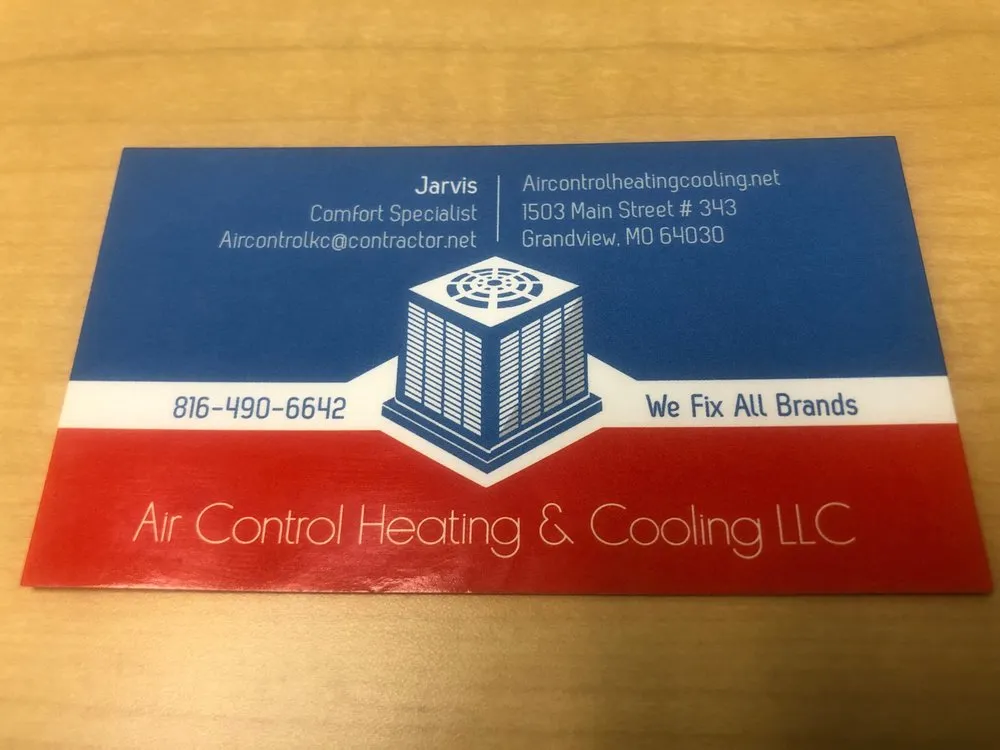 Jarvis
Comfort Specialist
Aircontrolkc@contractor.net
Aircontrolheatingcooling.net
1503 Main Street # 343
Grandview, MO 64030
816-490-6642
We Fix All Brands
Air Control Heating & Cooling LLC